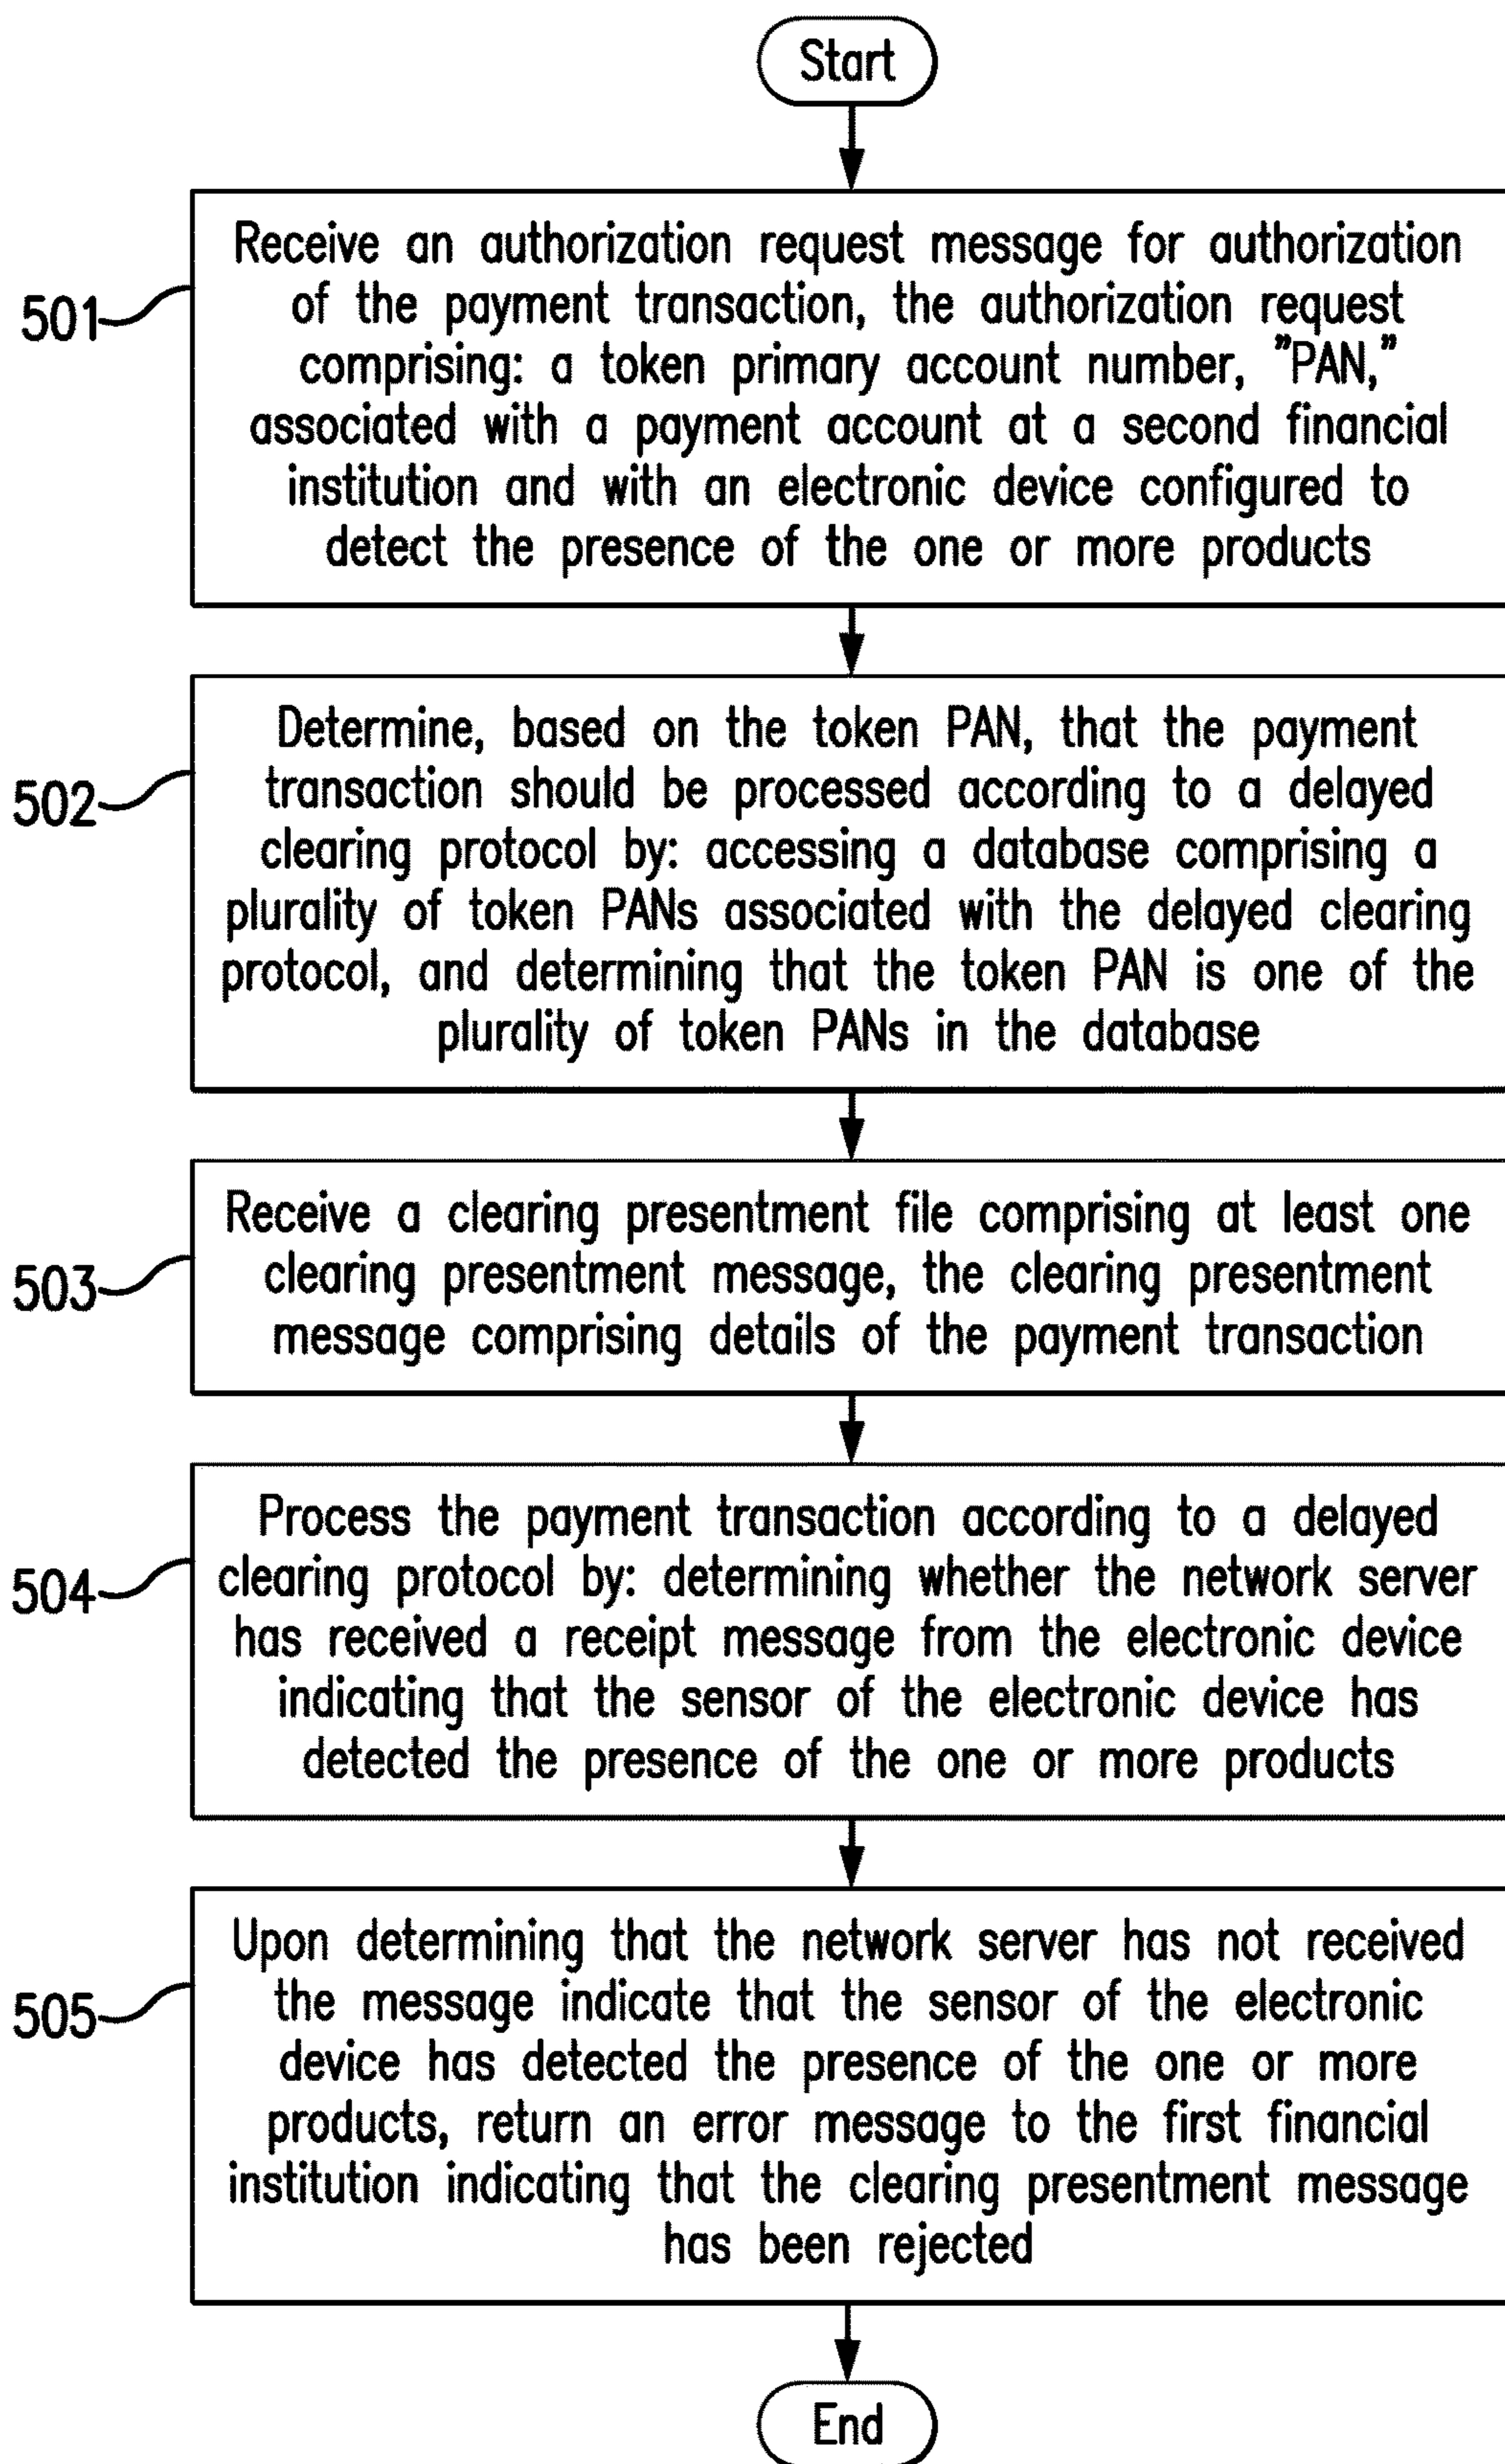 Start
Receive an authorization request message for authorization
of the payment transaction, the authorization request
comprising: a token primary account number, "PAN,"
associated with a payment account at a second financial
institution and with an electronic device configured to
detect the presence of the one or more products
501
Determine, based on the token PAN, that the payment
transaction should be processed according to a delayed
clearing protocol by: accessing a database comprising a
plurality of token PANs associated with the delayed clearing
protocol, and determining that the token PAN is one of the
plurality of token PANs in the database
502
Receive a clearing presentment file comprising at least one
clearing presentment message, the clearing presentment
message comprising details of the payment transaction
503
Process the payment transaction according to a delayed
clearing protocol by: determining whether the network server
has received a receipt message from the electronic device
indicating that the sensor of the electronic device has
detected the presence of the one or more products
504
Upon determining that the network server has not received
the message indicate that the sensor of the electronic
device has detected the presence of the one or more
products, return an error message to the first financial
institution indicating that the clearing presentment message
has been rejected
505
End